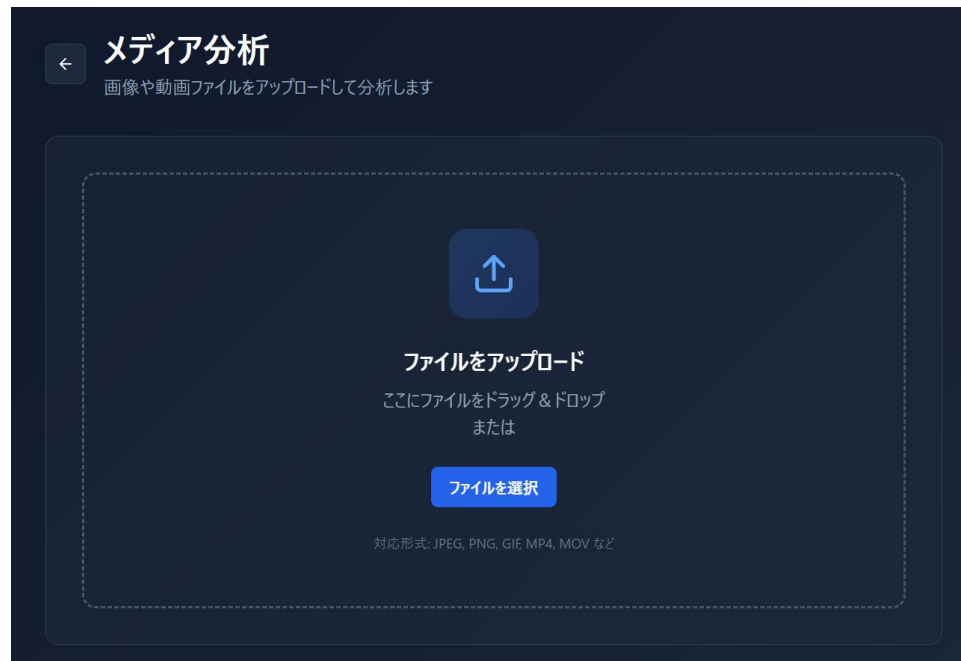 メディア分析
画像や動画ファイルをアップロードして分析します
ファイルをアップロード
ここにファイルをドラッグ＆ドロップ
または
ファイルを選択
対応形式: JPEG, PNG, GIF, MP4, MOV など